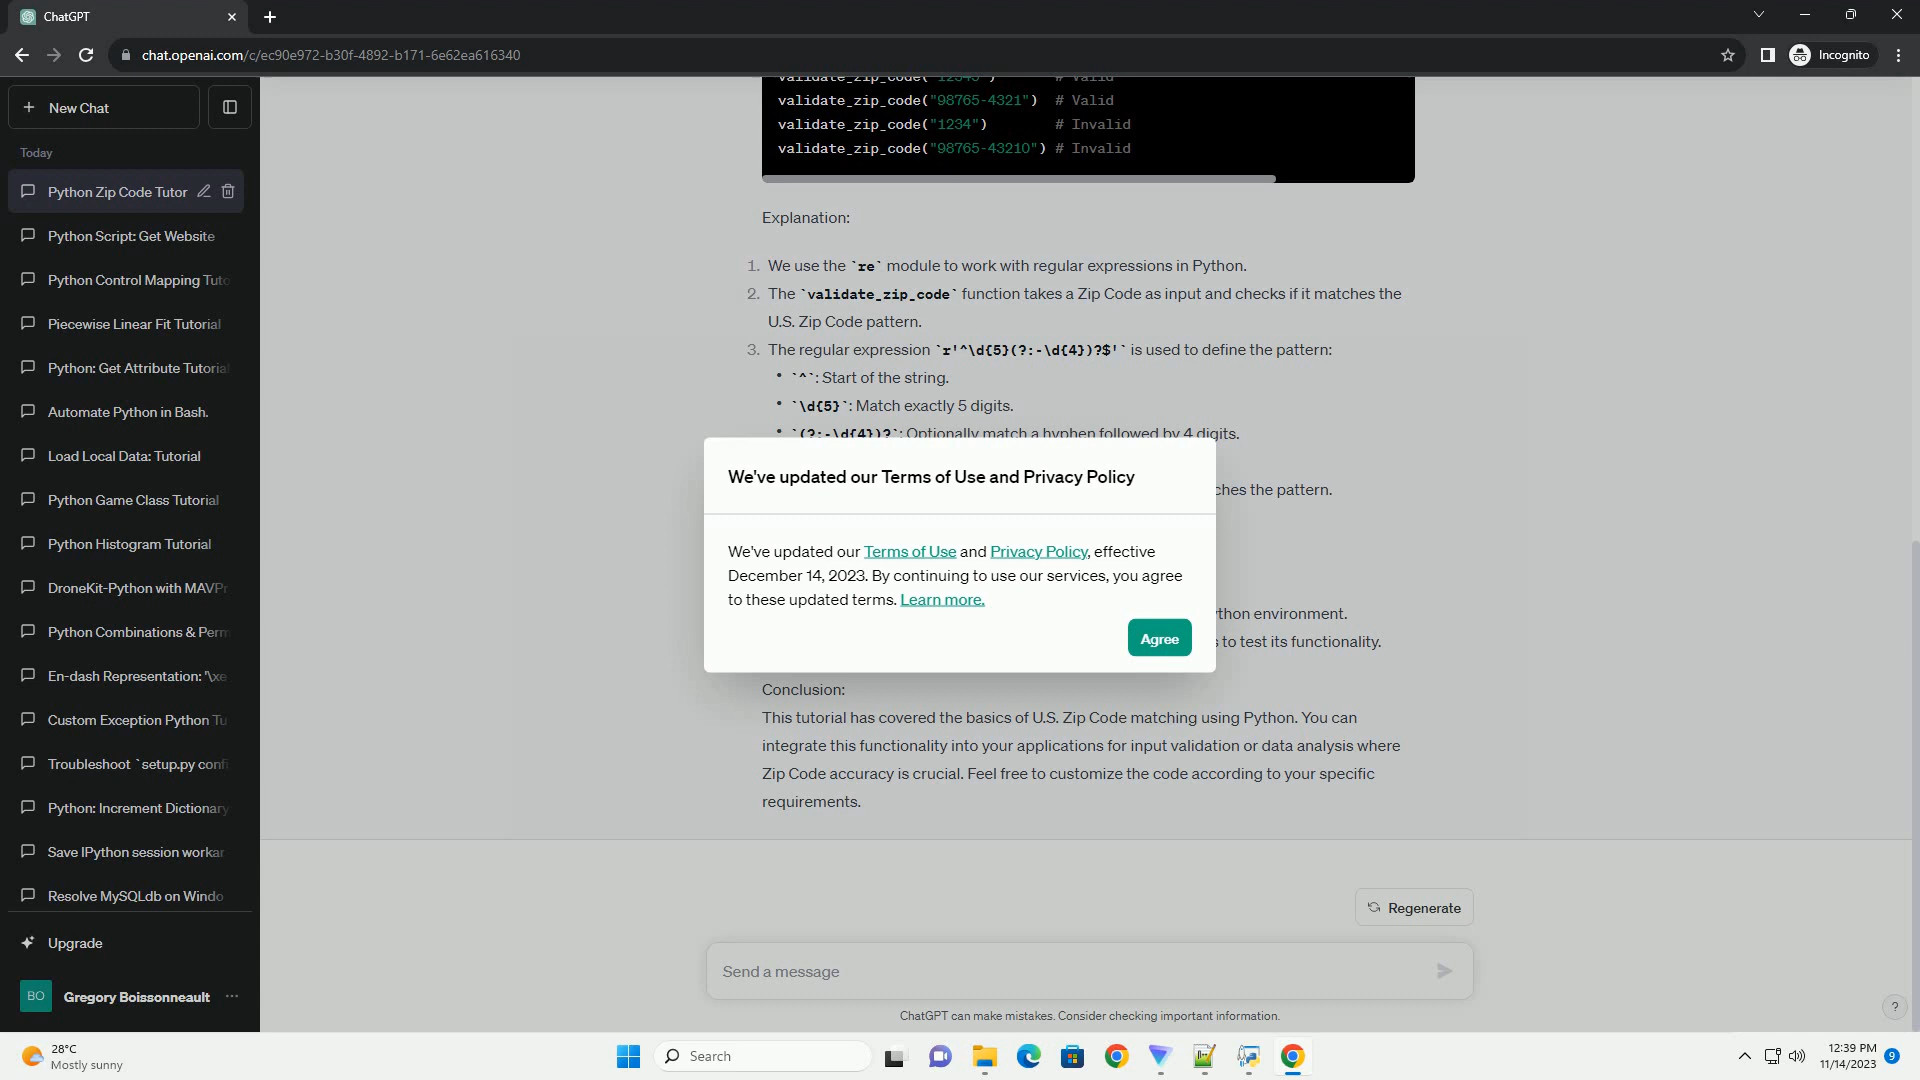 ChatGPT
chat.openai.com/c/ec90e972-b30f-4892-b171-6e62ea616340
Incognito
New Chat
Today
Python Zip Code Tutor
Python Script: Get Website
Python Control Mapping Tuto
Piecewise Linear Fit Tutorial
Python: Get Attribute Tutorial
Automate Python in Bash.
Load Local Data: Tutorial
Python Game Class Tutorial
Python Histogram Tutorial
DroneKit-Python with MAVPr
Python Combinations & Perm
En-dash Representation: '\xe
Custom Exception Python Tu
Troubleshoot `setup.py confi
Python: Increment Dictionary
Save IPython session workar
Resolve MySQLdb on Windo
Upgrade
BO Gregory Boissonneault
validate_zip_code("12345") # Valid
validate_zip_code("98765-4321") # Valid
validate_zip_code("1234") # Invalid
validate_zip_code("98765-43210") # Invalid
Explanation:
1. We use the `re` module to work with regular expressions in Python.
2. The `validate_zip_code` function takes a Zip Code as input and checks if it matches the
U.S. Zip Code pattern.
3. The regular expression `r'^\d{5}(?:-\d{4})?$'` is used to define the pattern:
• `^`: Start of the string.
• `\d{5}`: Match exactly 5 digits.
• `(?:-\d{4})?`: Optionally match a hyphen followed by 4 digits.
ches the pattern.
We've updated our Terms of Use and Privacy Policy
We've updated our Terms of Use and Privacy Policy, effective
December 14, 2023. By continuing to use our services, you agree
to these updated terms. Learn more.
Agree
thon environment.
to test its functionality.
Conclusion:
This tutorial has covered the basics of U.S. Zip Code matching using Python. You can
integrate this functionality into your applications for input validation or data analysis where
Zip Code accuracy is crucial. Feel free to customize the code according to your specific
requirements.
Regenerate
Send a message
ChatGPT can make mistakes. Consider checking important information.
?
28°C
Mostly sunny
Search
12:39 PM
11/14/2023
9